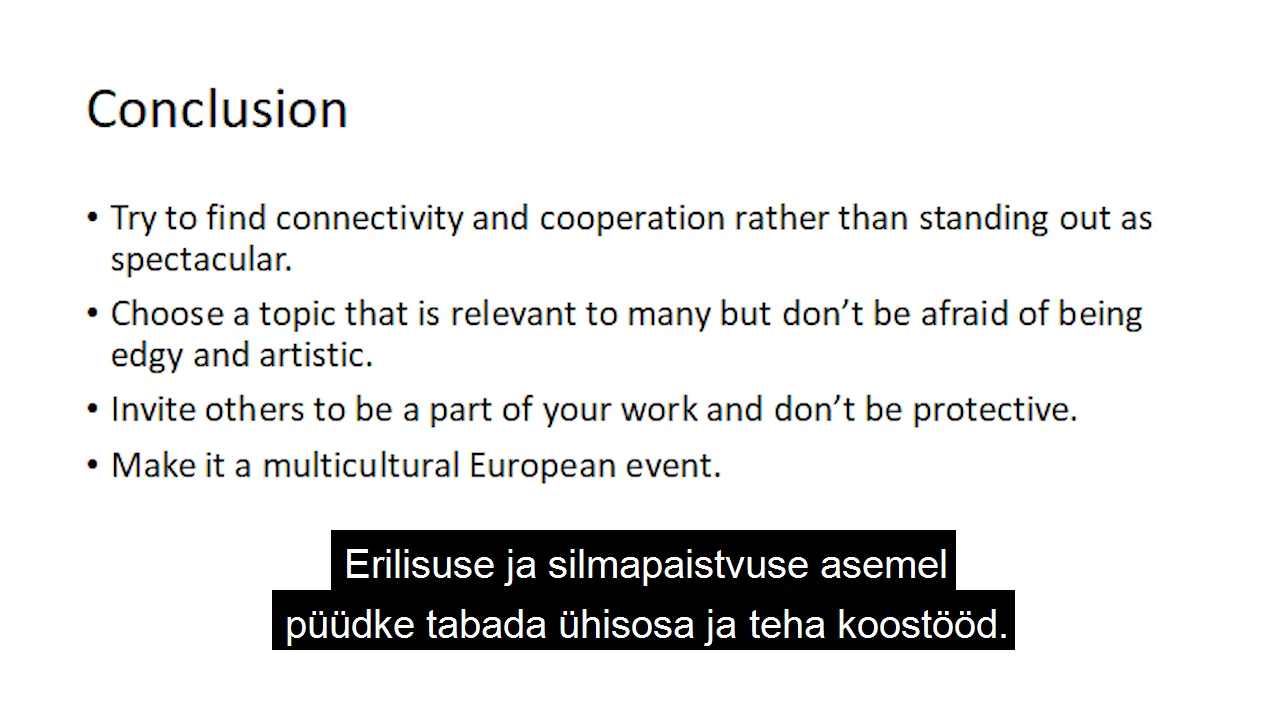 Conclusion
• Try to find connectivity and cooperation rather than standing out as
spectacular.
• Choose a topic that is relevant to many but don’t be afraid of being
edgy and artistic.
• Invite others to be a part of your work and don’t be protective.
• Make it a multicultural European event.
Erilisuse ja silmapaistvuse asemel
püüdke tabada ühisosa ja teha koostööd.